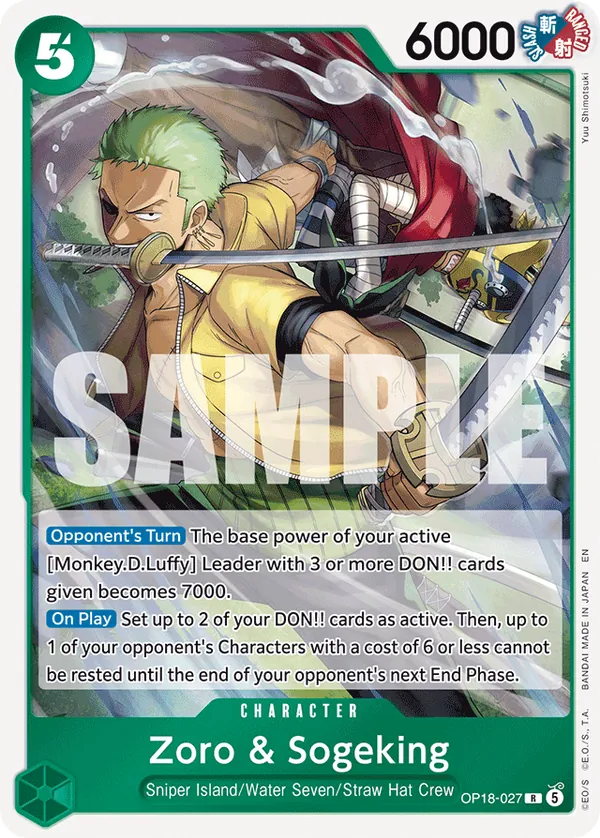 5
6000
斬
射
SLASH
RANGED
Yuu Shimotsuki
SAMPLE
Opponent's Turn The base power of your active
[Monkey.D.Luffy] Leader with 3 or more DON!! cards
given becomes 7000.
On Play Set up to 2 of your DON!! cards as active. Then, up to
1 of your opponent's Characters with a cost of 6 or less cannot
be rested until the end of your opponent's next End Phase.
CHARACTER
Zoro & Sogeking
Sniper Island/Water Seven/Straw Hat Crew
OP18-027 R 5
©EO/S ©E.O./S., T.A. BANDAI MADE IN JAPAN EN